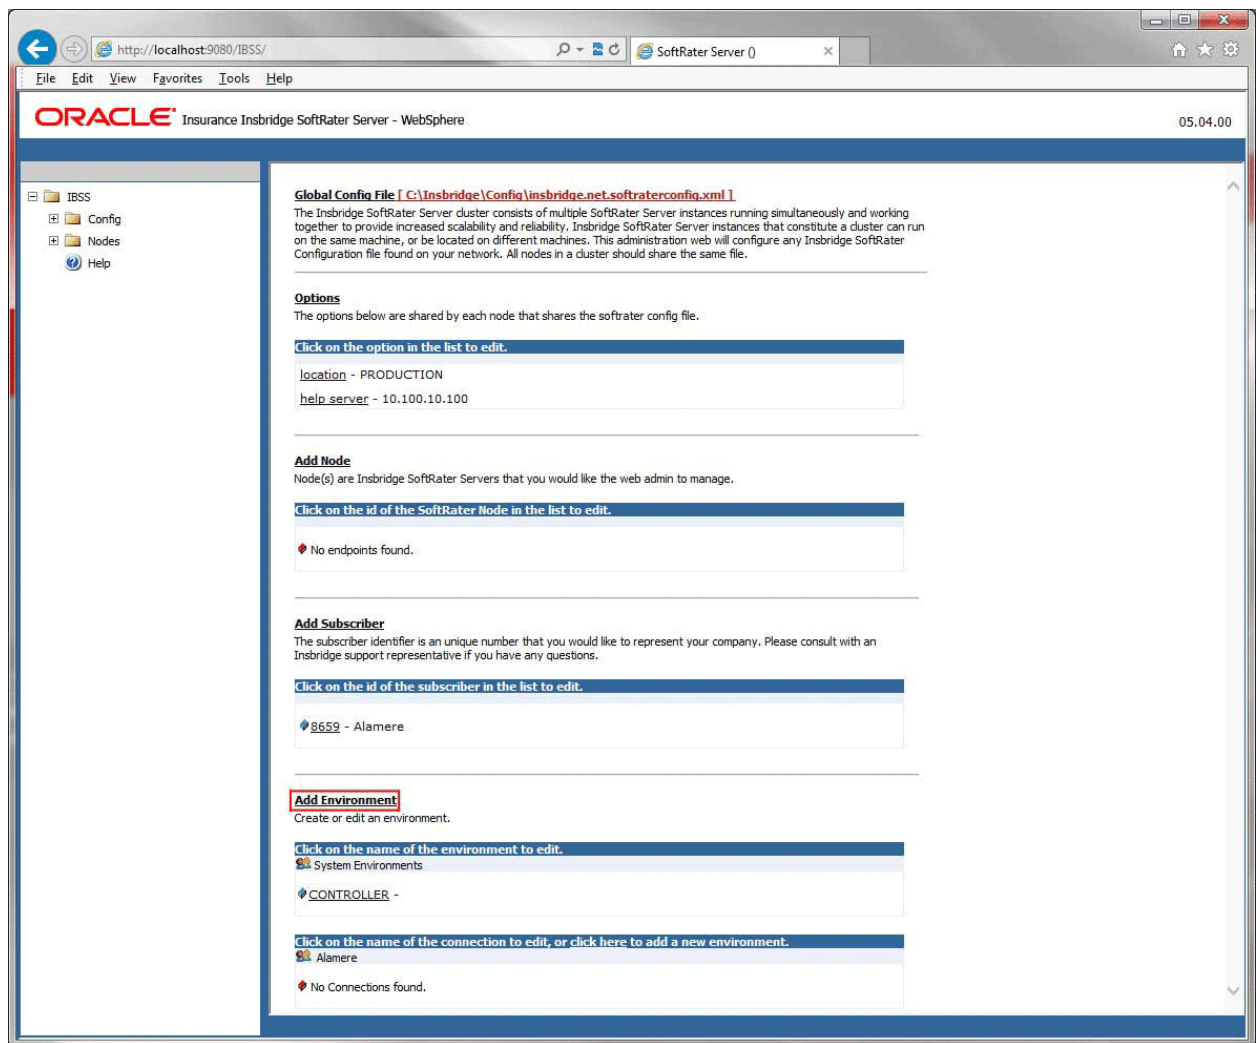 http://localhost:9080/IBSS/
SoftRater Server ()
File Edit View Favorites Tools Help
ORACLE Insurance Insbridge SoftRater Server - WebSphere
05.04.00
IBSS
Config
Nodes
Help
Global Config File [ C:\Insbridge\Config\insbridge.net.softraterconfig.xml ]
The Insbridge SoftRater Server cluster consists of multiple SoftRater Server instances running simultaneously and working
together to provide increased scalability and reliability. Insbridge SoftRater Server instances that constitute a cluster can run
on the same machine, or be located on different machines. This administration web will configure any Insbridge SoftRater
Configuration file found on your network. All nodes in a cluster should share the same file.
Options
The options below are shared by each node that shares the softrater config file.
Click on the option in the list to edit.
location - PRODUCTION
help server - 10.100.10.100
Add Node
Node(s) are Insbridge SoftRater Servers that you would like the web admin to manage.
Click on the id of the SoftRater Node in the list to edit.
No endpoints found.
Add Subscriber
The subscriber identifier is an unique number that you would like to represent your company. Please consult with an
Insbridge support representative if you have any questions.
Click on the id of the subscriber in the list to edit.
8659 - Alamere
Add Environment
Create or edit an environment.
Click on the name of the environment to edit.
System Environments
CONTROLLER -
Click on the name of the connection to edit, or click here to add a new environment.
Alamere
No Connections found.